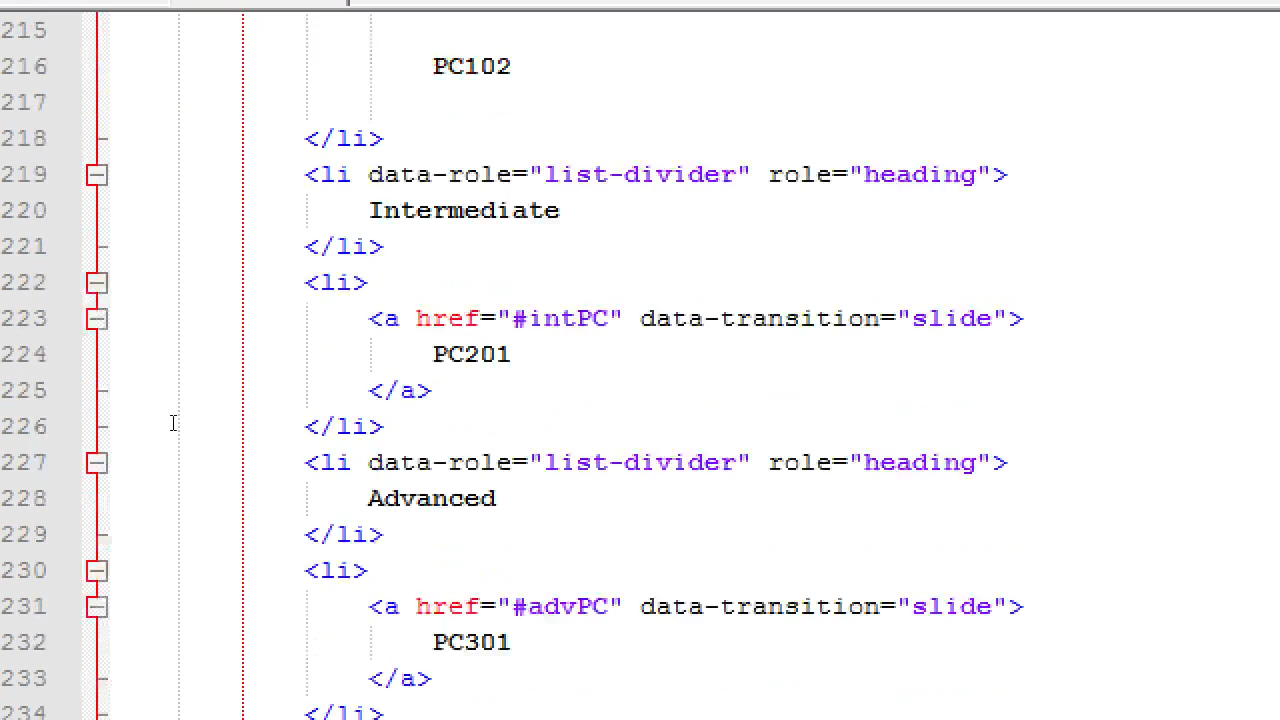 215
216 PC102
217
218 </li>
219 <li data-role="list-divider" role="heading">
220 Intermediate
221 </li>
222 <li>
223 <a href="#intPC" data-transition="slide">
224 PC201
225 </a>
226 </li>
227 <li data-role="list-divider" role="heading">
228 Advanced
229 </li>
230 <li>
231 <a href="#advPC" data-transition="slide">
232 PC301
233 </a>
234 </li>